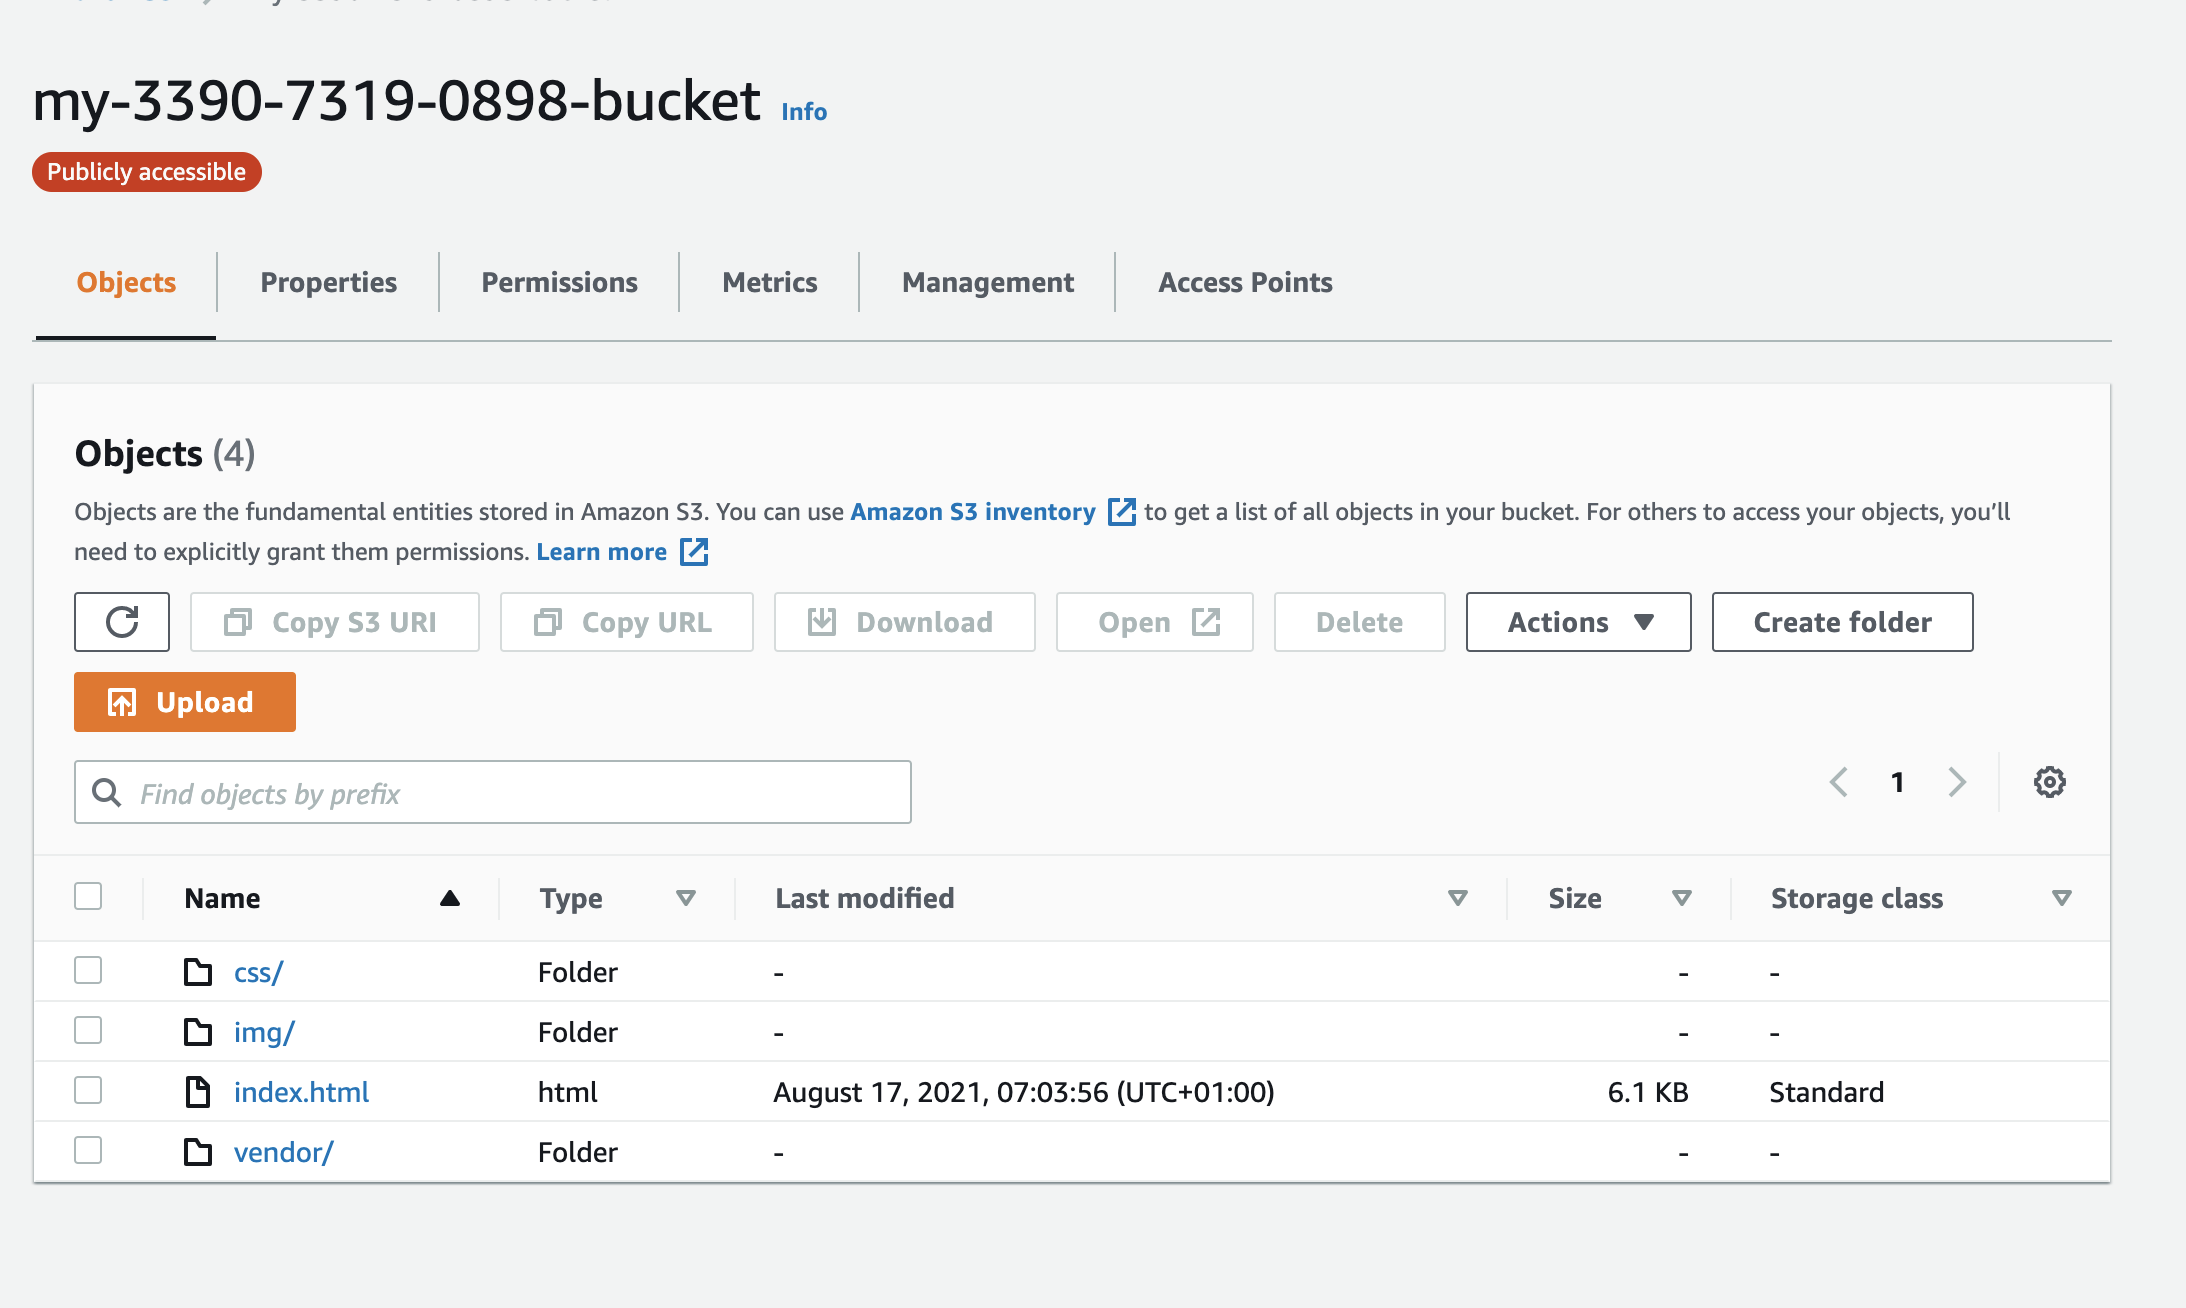 my-3390-7319-0898-bucket Info
Publicly accessible
Objects Properties Permissions Metrics Management Access Points
Objects (4)
Objects are the fundamental entities stored in Amazon S3. You can use Amazon S3 inventory to get a list of all objects in your bucket. For others to access your objects, you'll
need to explicitly grant them permissions. Learn more
Copy S3 URI Copy URL Download Open Delete Actions Create folder
Upload
Find objects by prefix 1
Name Type Last modified Size Storage class
css/ Folder - - -
img/ Folder - - -
index.html html August 17, 2021, 07:03:56 (UTC+01:00) 6.1 KB Standard
vendor/ Folder - - -